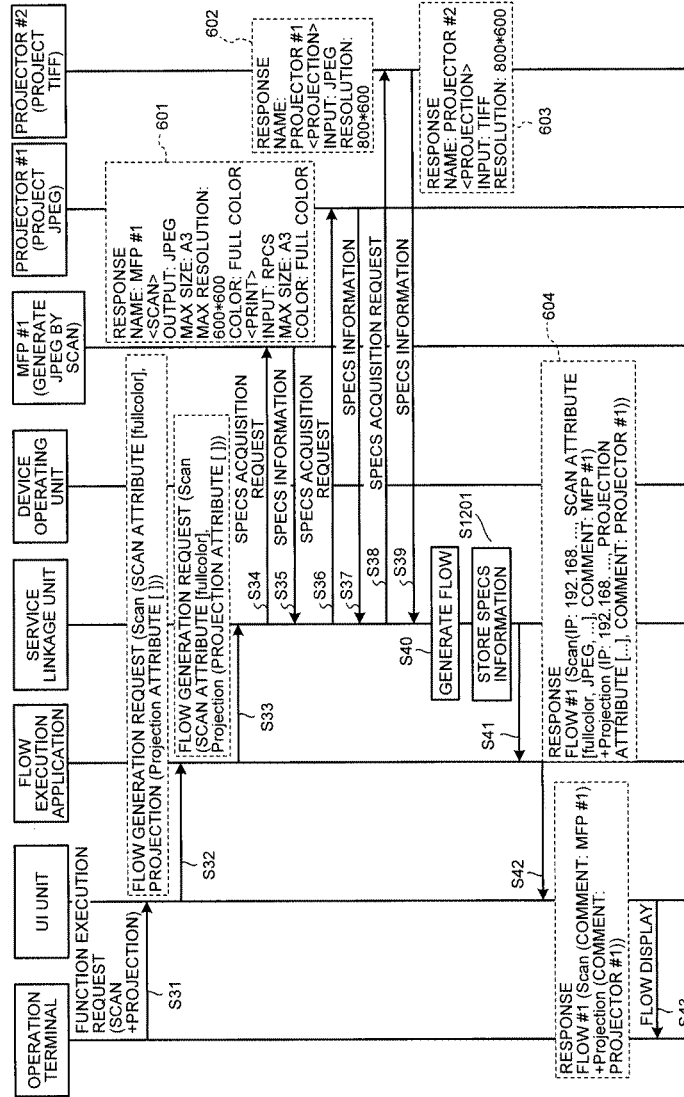 OPERATION
TERMINAL
UI UNIT
FLOW
EXECUTION
APPLICATION
SERVICE
LINKAGE UNIT
DEVICE
OPERATING
UNIT
MFP #1
(GENERATE
JPEG BY
SCAN)
PROJECTOR #1
(PROJECT
JPEG)
PROJECTOR #2
(PROJECT
TIFF)
FUNCTION EXECUTION
REQUEST
(SCAN
+PROJECTION)
S31
FLOW GENERATION REQUEST (Scan (SCAN ATTRIBUTE [fullcolor],
PROJECTION (Projection ATTRIBUTE [ ]))
S32
FLOW GENERATION REQUEST (Scan
(SCAN ATTRIBUTE [fullcolor],
Projection (PROJECTION ATTRIBUTE [ ]))
S33
SPECS ACQUISITION
REQUEST
S34
RESPONSE
NAME: MFP #1
<SCAN>
OUTPUT: JPEG
MAX SIZE: A3
MAX RESOLUTION:
600*600
COLOR: FULL COLOR
<PRINT>
INPUT: RPCS
MAX SIZE: A3
COLOR: FULL COLOR
601
SPECS INFORMATION
S35
SPECS ACQUISITION
REQUEST
S36
RESPONSE
NAME:
PROJECTOR #1
<PROJECTION>
INPUT: JPEG
RESOLUTION:
800*600
602
SPECS INFORMATION
S37
SPECS ACQUISITION REQUEST
S38
SPECS INFORMATION
S39
RESPONSE
NAME: PROJECTOR #2
<PROJECTION>
INPUT: TIFF
RESOLUTION: 800*600
603
S40
GENERATE FLOW
S1201
STORE SPECS
INFORMATION
S41
RESPONSE
FLOW #1 (Scan(IP: 192.168. ..., SCAN ATTRIBUTE
[fullcolor, JPEG, ...], COMMENT: MFP #1)
+Projection (IP: 192.168. ..., PROJECTION
ATTRIBUTE [...], COMMENT: PROJECTOR #1))
604
S42
RESPONSE
FLOW #1 (Scan (COMMENT: MFP #1)
+Projection (COMMENT:
PROJECTOR #1))
FLOW DISPLAY
S43